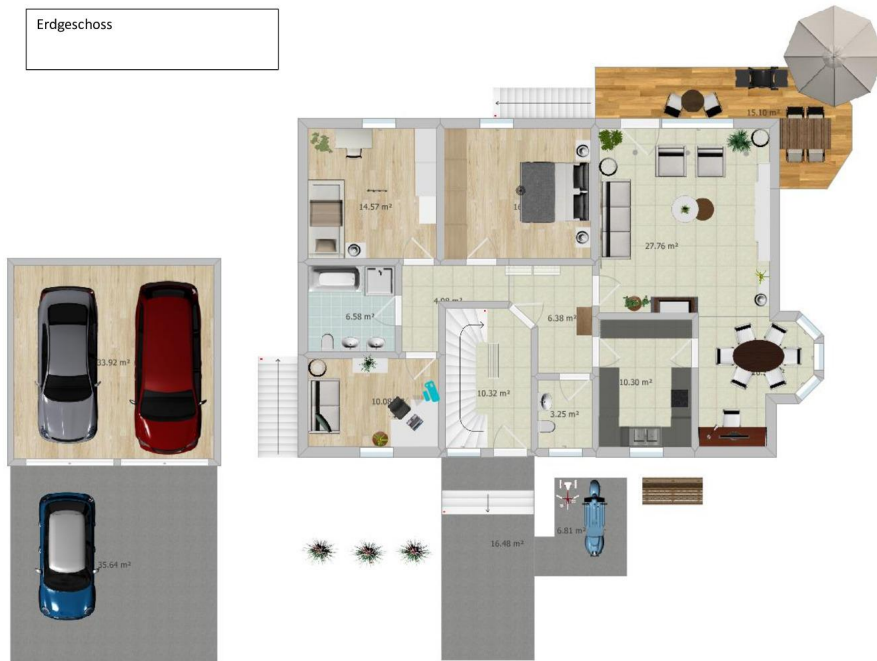 Erdgeschoss
15.10 m²
14.57 m²
27.76 m²
4.98 m²
6.58 m²
6.38 m²
33.92 m²
10.08
10.32 m²
10.30 m²
3.25 m²
16.48 m²
6.81 m²
35.64 m²